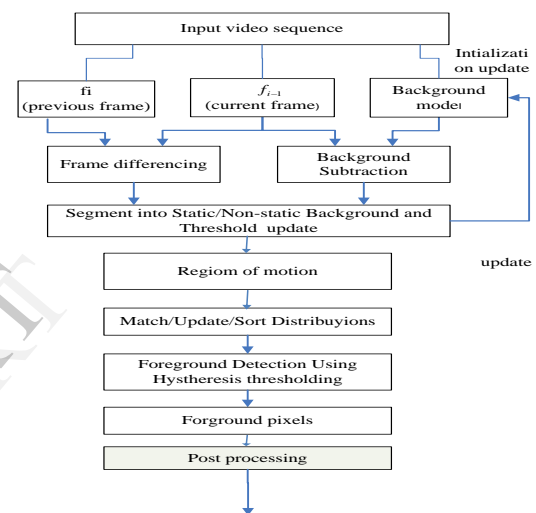 Input video sequence
Intializati
on update
fi
(previous frame)
f i–1
(current frame)
Background
model
Frame differencing
Background
Subtraction
Segment into Static/Non-static Background and
Threshold update
update
Regiom of motion
Match/Update/Sort Distribuyions
Foreground Detection Using
Hystheresis thresholding
Forground pixels
Post processing